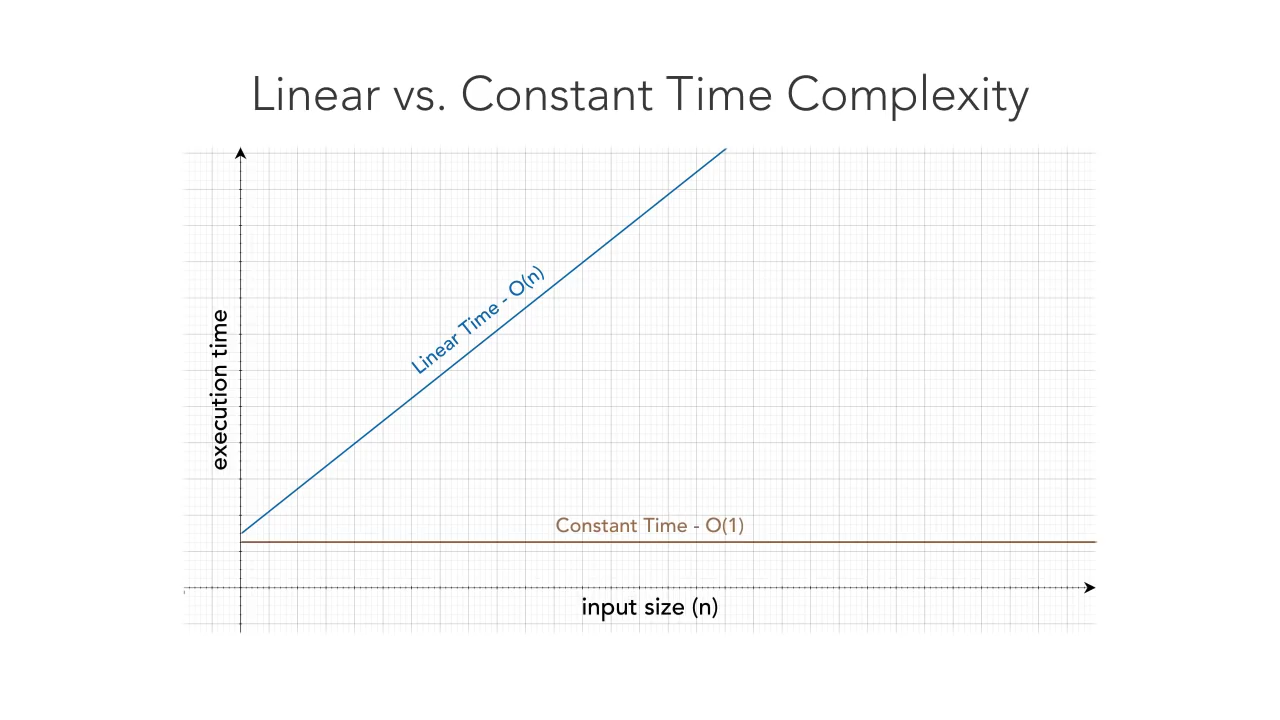 Linear vs. Constant Time Complexity
execution time
Linear Time - O(n)
Constant Time - O(1)
input size (n)